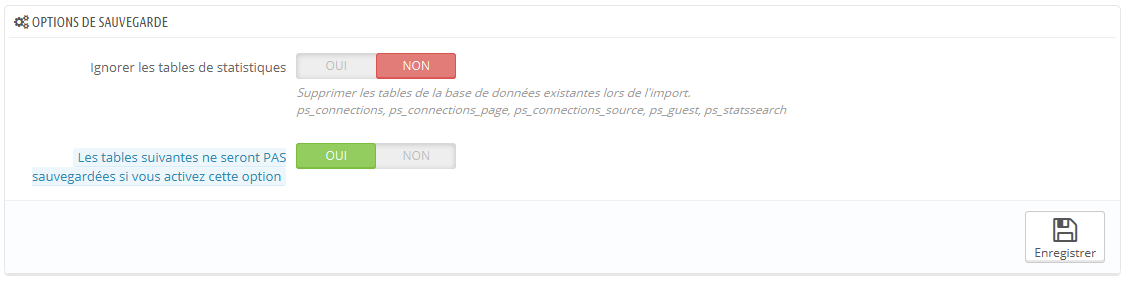 OPTIONS DE SAUVEGARDE
Ignorer les tables de statistiques OUI NON
Supprimer les tables de la base de données existantes lors de l'import.
ps_connections, ps_connections_page, ps_connections_source, ps_guest, ps_statssearch
Les tables suivantes ne seront PAS OUI NON
sauvegardées si vous activez cette option
Enregistrer